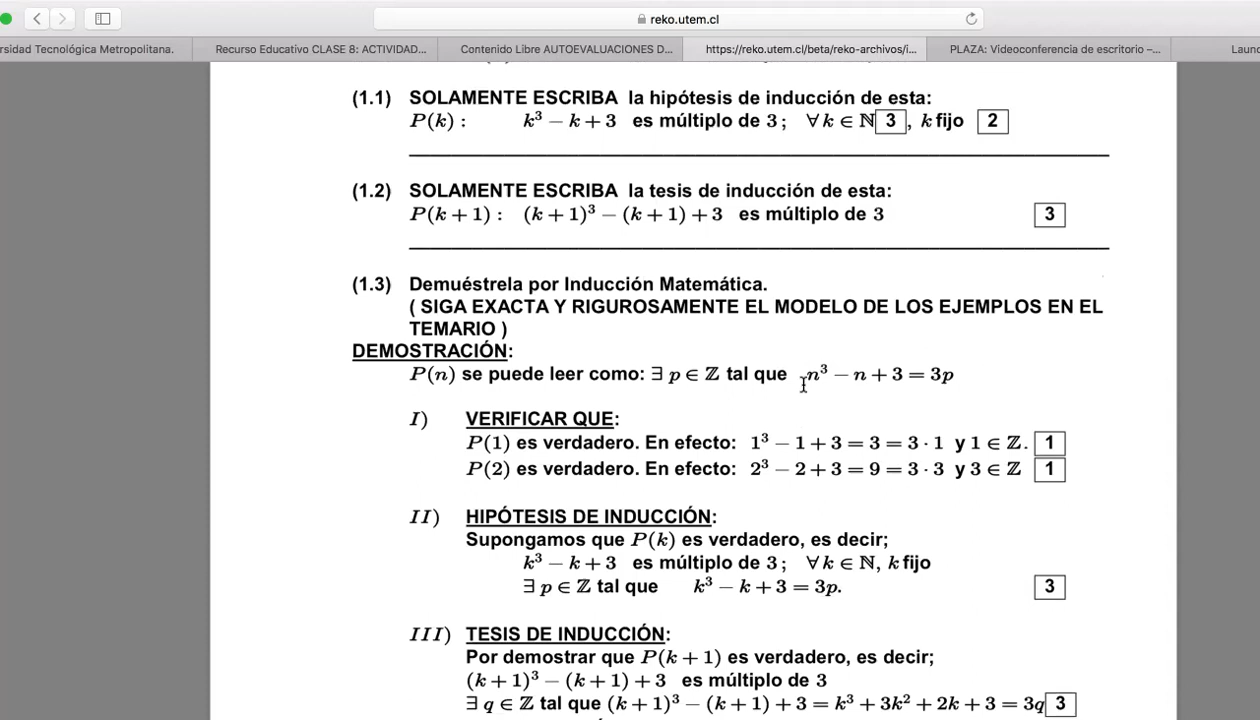 reko.utem.cl
rsidad Tecnológica Metropolitana.
Recurso Educativo CLASE 8: ACTIVIDAD...
Contenido Libre AUTOEVALUACIONES D...
https://reko.utem.cl/beta/reko-archivos/i...
PLAZA: Videoconferencia de escritorio –...
Laun
(1.1) SOLAMENTE ESCRIBA la hipótesis de inducción de esta:
P(k) : k³ − k + 3 es múltiplo de 3 ; ∀ k ∈ ℕ 3 , k fijo 2
(1.2) SOLAMENTE ESCRIBA la tesis de inducción de esta:
P(k + 1) : (k + 1)³ − (k + 1) + 3 es múltiplo de 3 3
(1.3) Demuéstrela por Inducción Matemática.
( SIGA EXACTA Y RIGUROSAMENTE EL MODELO DE LOS EJEMPLOS EN EL
TEMARIO )
DEMOSTRACIÓN:
P(n) se puede leer como: ∃ p ∈ ℤ tal que n³ − n + 3 = 3p
I) VERIFICAR QUE:
P(1) es verdadero. En efecto: 1³ − 1 + 3 = 3 = 3 · 1 y 1 ∈ ℤ. 1
P(2) es verdadero. En efecto: 2³ − 2 + 3 = 9 = 3 · 3 y 3 ∈ ℤ 1
II) HIPÓTESIS DE INDUCCIÓN:
Supongamos que P(k) es verdadero, es decir;
k³ − k + 3 es múltiplo de 3 ; ∀ k ∈ ℕ, k fijo
∃ p ∈ ℤ tal que k³ − k + 3 = 3p. 3
III) TESIS DE INDUCCIÓN:
Por demostrar que P(k + 1) es verdadero, es decir;
(k + 1)³ − (k + 1) + 3 es múltiplo de 3
∃ q ∈ ℤ tal que (k + 1)³ − (k + 1) + 3 = k³ + 3k² + 2k + 3 = 3q 3